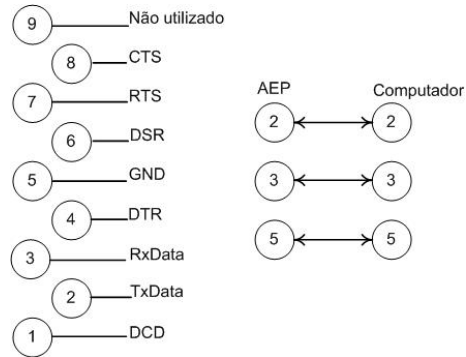 9 Não utilizado
8 CTS
7 RTS
6 DSR
5 GND
4 DTR
3 RxData
2 TxData
1 DCD
AEP Computador
2 2
3 3
5 5